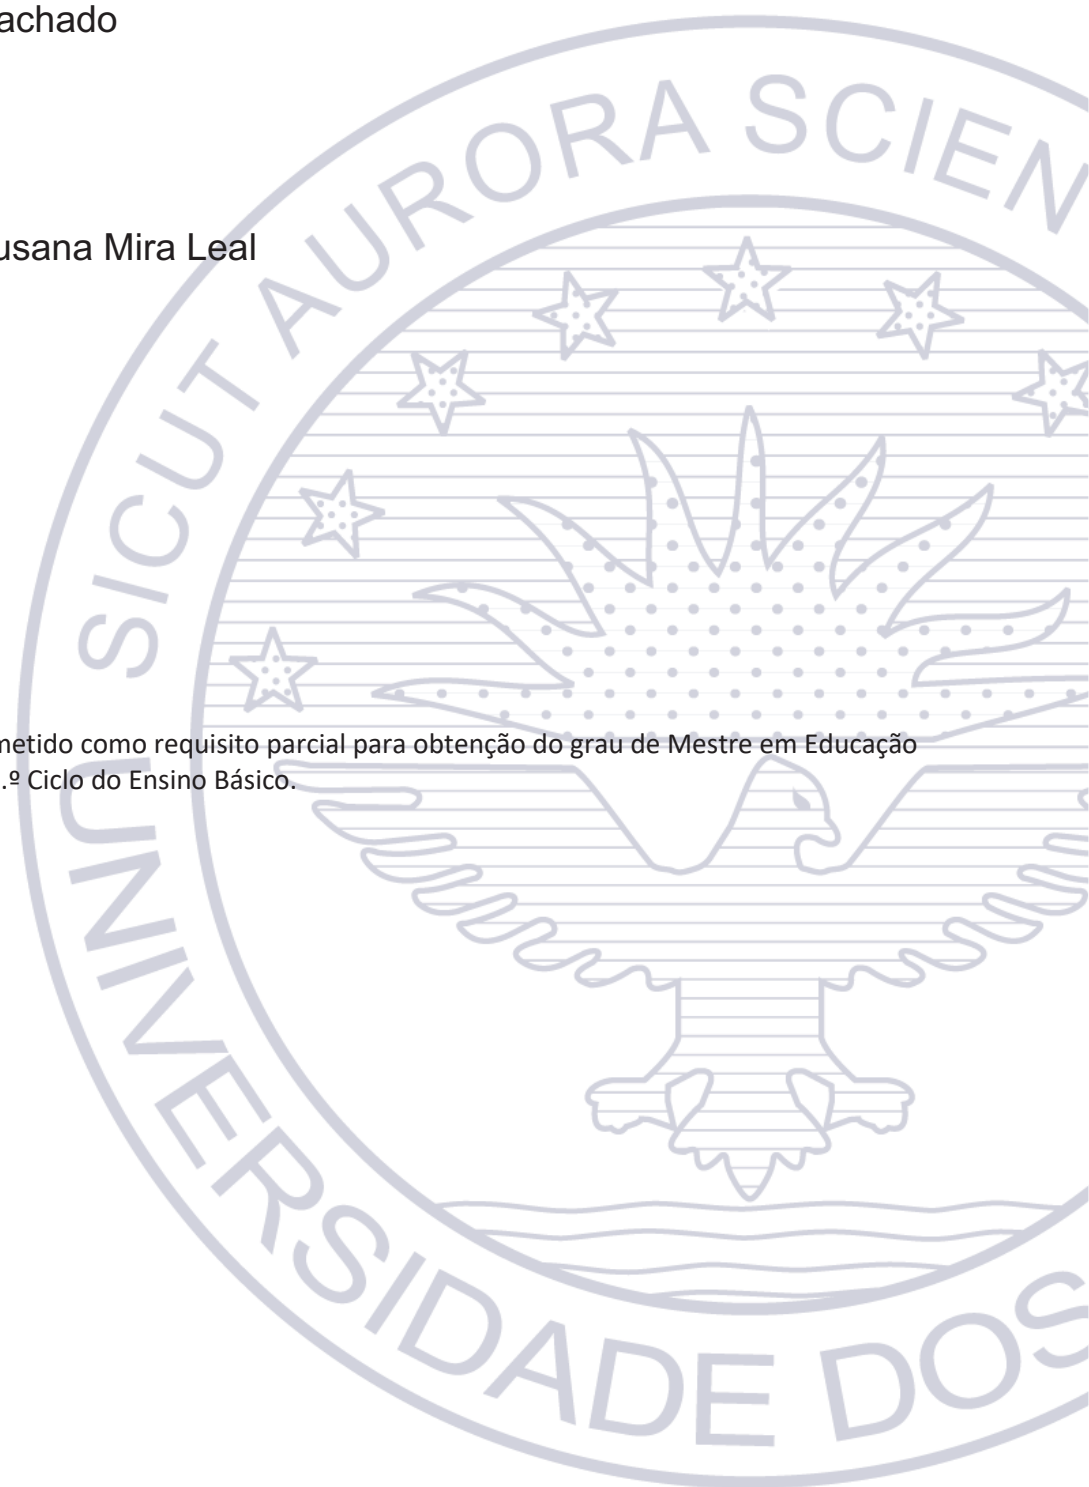 achado
usana Mira Leal
metido como requisito parcial para obtenção do grau de Mestre em Educação
.º Ciclo do Ensino Básico.
SICUT AURORA SCIEN
UNIVERSIDADE DOS